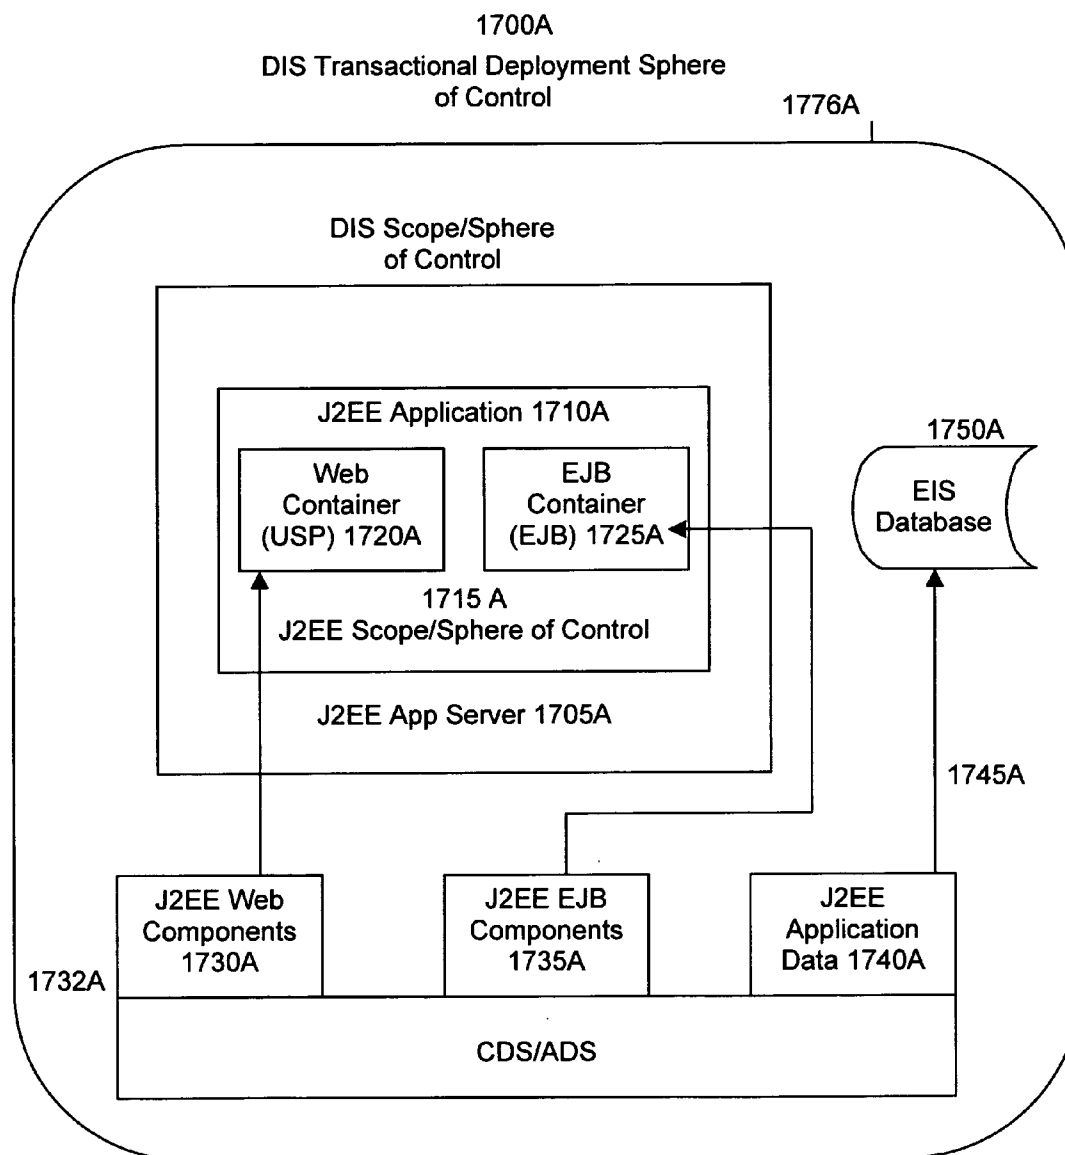 1700A
DIS Transactional Deployment Sphere
of Control
1776A
DIS Scope/Sphere
of Control
J2EE Application 1710A
Web
Container
(USP) 1720A
EJB
Container
(EJB) 1725A
1715 A
J2EE Scope/Sphere of Control
J2EE App Server 1705A
1750A
EIS
Database
1745A
J2EE Web
Components
1730A
J2EE EJB
Components
1735A
J2EE
Application
Data 1740A
1732A
CDS/ADS